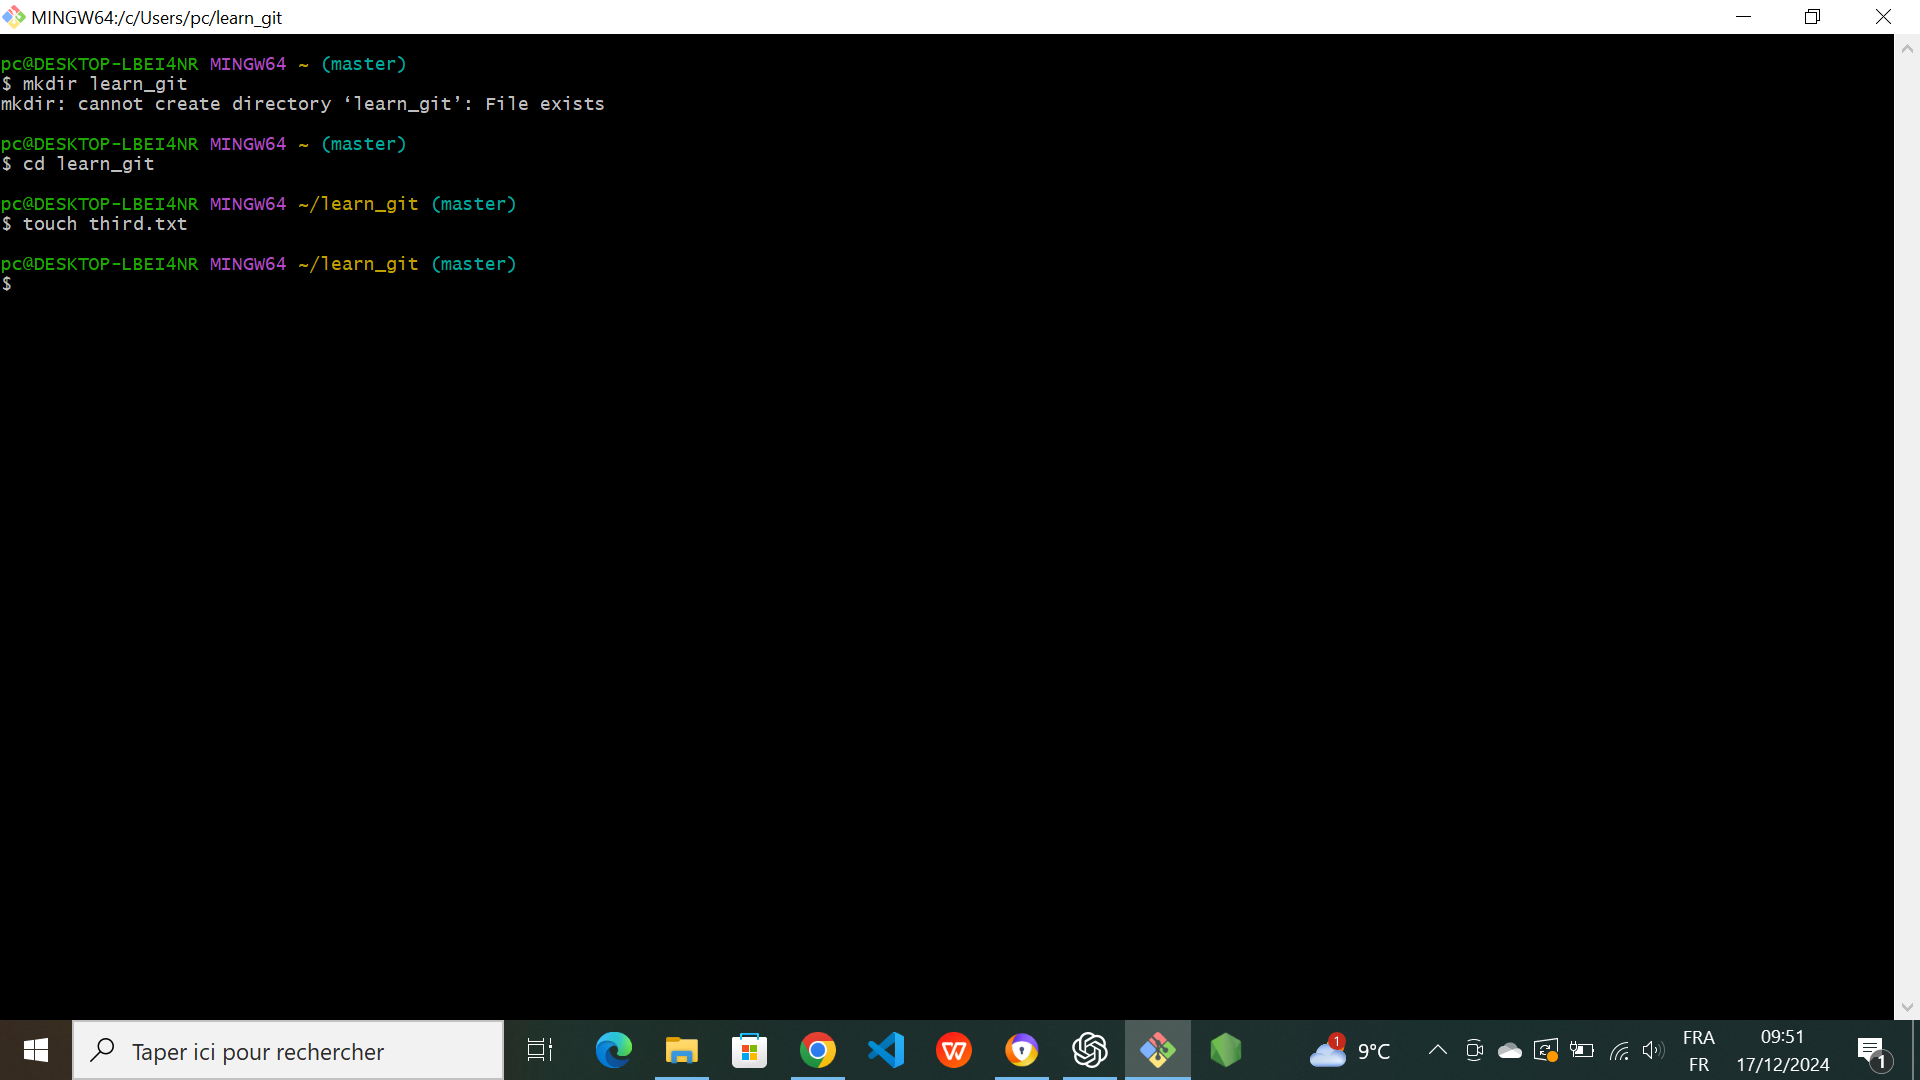 MINGW64:/c/Users/pc/learn_git
pc@DESKTOP-LBEI4NR MINGW64 ~ (master)
$ mkdir learn_git
mkdir: cannot create directory ‘learn_git’: File exists
pc@DESKTOP-LBEI4NR MINGW64 ~ (master)
$ cd learn_git
pc@DESKTOP-LBEI4NR MINGW64 ~/learn_git (master)
$ touch third.txt
pc@DESKTOP-LBEI4NR MINGW64 ~/learn_git (master)
$
Taper ici pour rechercher
W
1
9°C
FRA
FR
09:51
17/12/2024
1